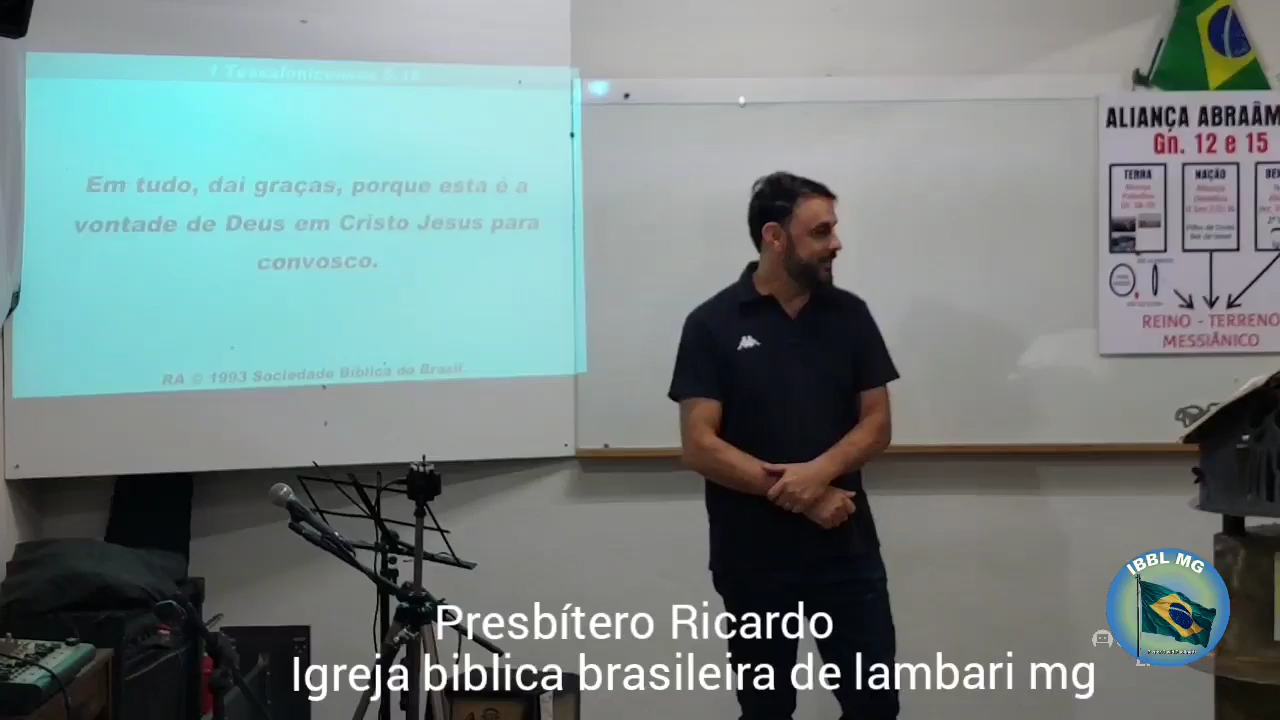 1 Tessalonicenses 5.18
Em tudo, dai graças, porque esta é a
vontade de Deus em Cristo Jesus para
convosco.
RA © 1993 Sociedade Bíblica do Brasil.
ALIANÇA ABRAÂM
Gn. 12 e 15
TERRA
NAÇÃO
REINO - TERRENO
MESSIÂNICO
IBBL MG
Presbítero Ricardo
Igreja biblica brasileira de lambari mg